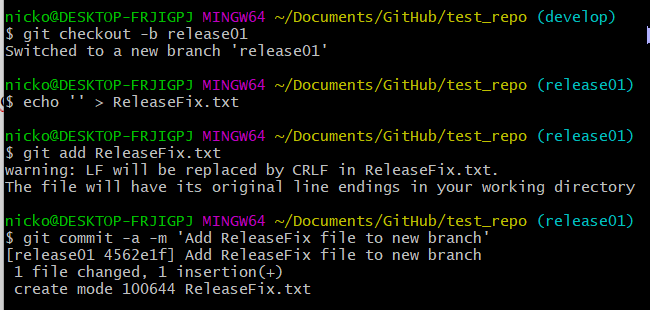 nicko@DESKTOP-FRJIGPJ MINGW64 ~/Documents/GitHub/test_repo (develop)
$ git checkout -b release01
Switched to a new branch 'release01'
nicko@DESKTOP-FRJIGPJ MINGW64 ~/Documents/GitHub/test_repo (release01)
$ echo '' > ReleaseFix.txt
nicko@DESKTOP-FRJIGPJ MINGW64 ~/Documents/GitHub/test_repo (release01)
$ git add ReleaseFix.txt
warning: LF will be replaced by CRLF in ReleaseFix.txt.
The file will have its original line endings in your working directory
nicko@DESKTOP-FRJIGPJ MINGW64 ~/Documents/GitHub/test_repo (release01)
$ git commit -a -m 'Add ReleaseFix file to new branch'
[release01 4562e1f] Add ReleaseFix file to new branch
 1 file changed, 1 insertion(+)
 create mode 100644 ReleaseFix.txt